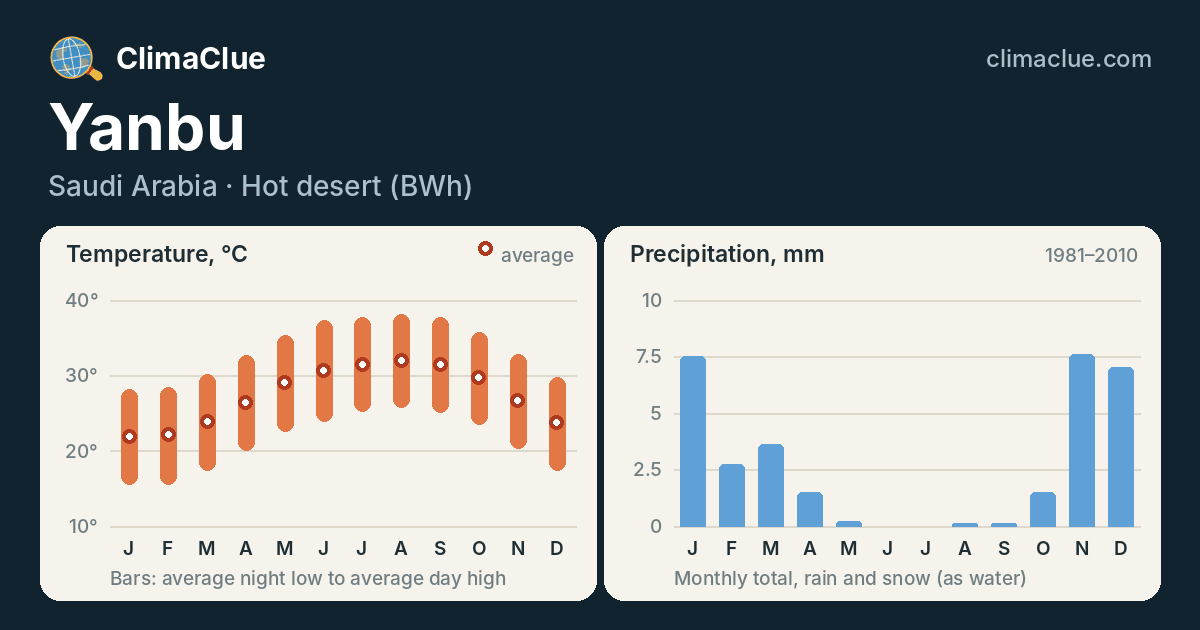 ClimaClue
climaclue.com
Yanbu
Saudi Arabia · Hot desert (BWh)
Temperature, °C
average
40°
30°
20°
10°
J F M A M J J A S O N D
Bars: average night low to average day high
Precipitation, mm
1981–2010
10
7.5
5
2.5
0
J F M A M J J A S O N D
Monthly total, rain and snow (as water)